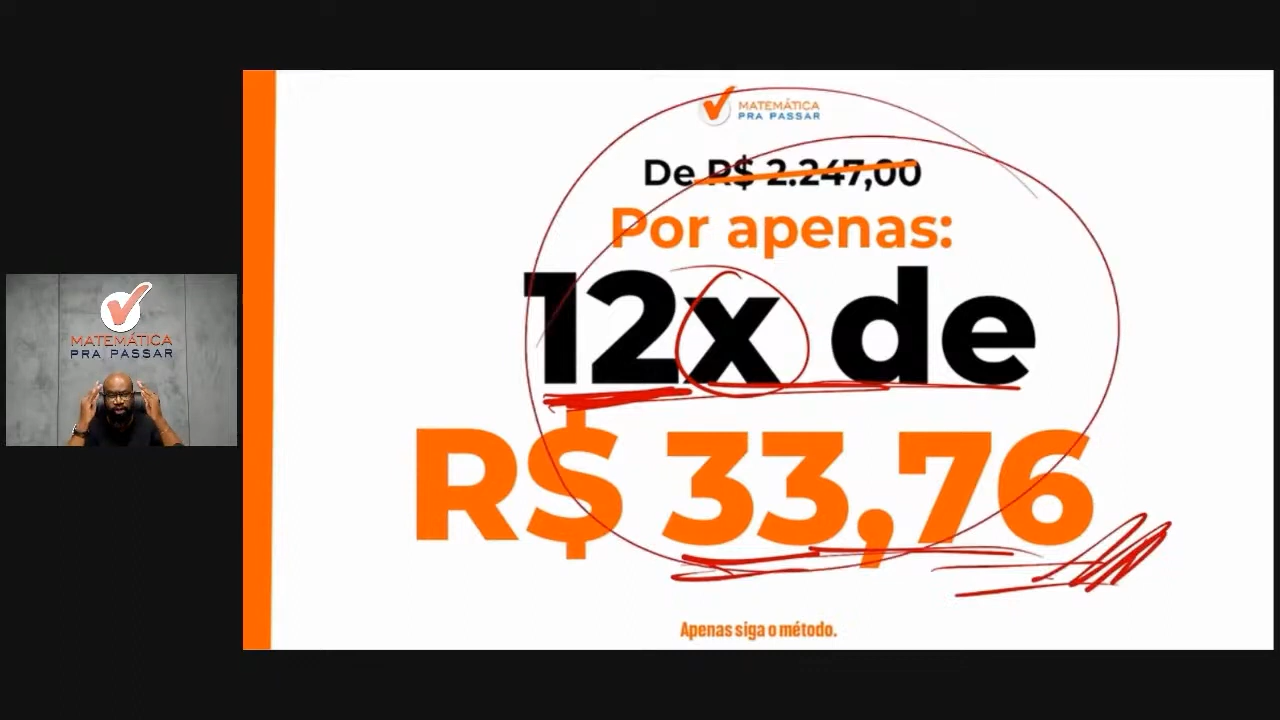 MATEMÁTICA
PRA PASSAR
De R$ 2.247,00
Por apenas:
12x de
R$ 33,76
Apenas siga o método.
MATEMÁTICA
PRA PASSAR